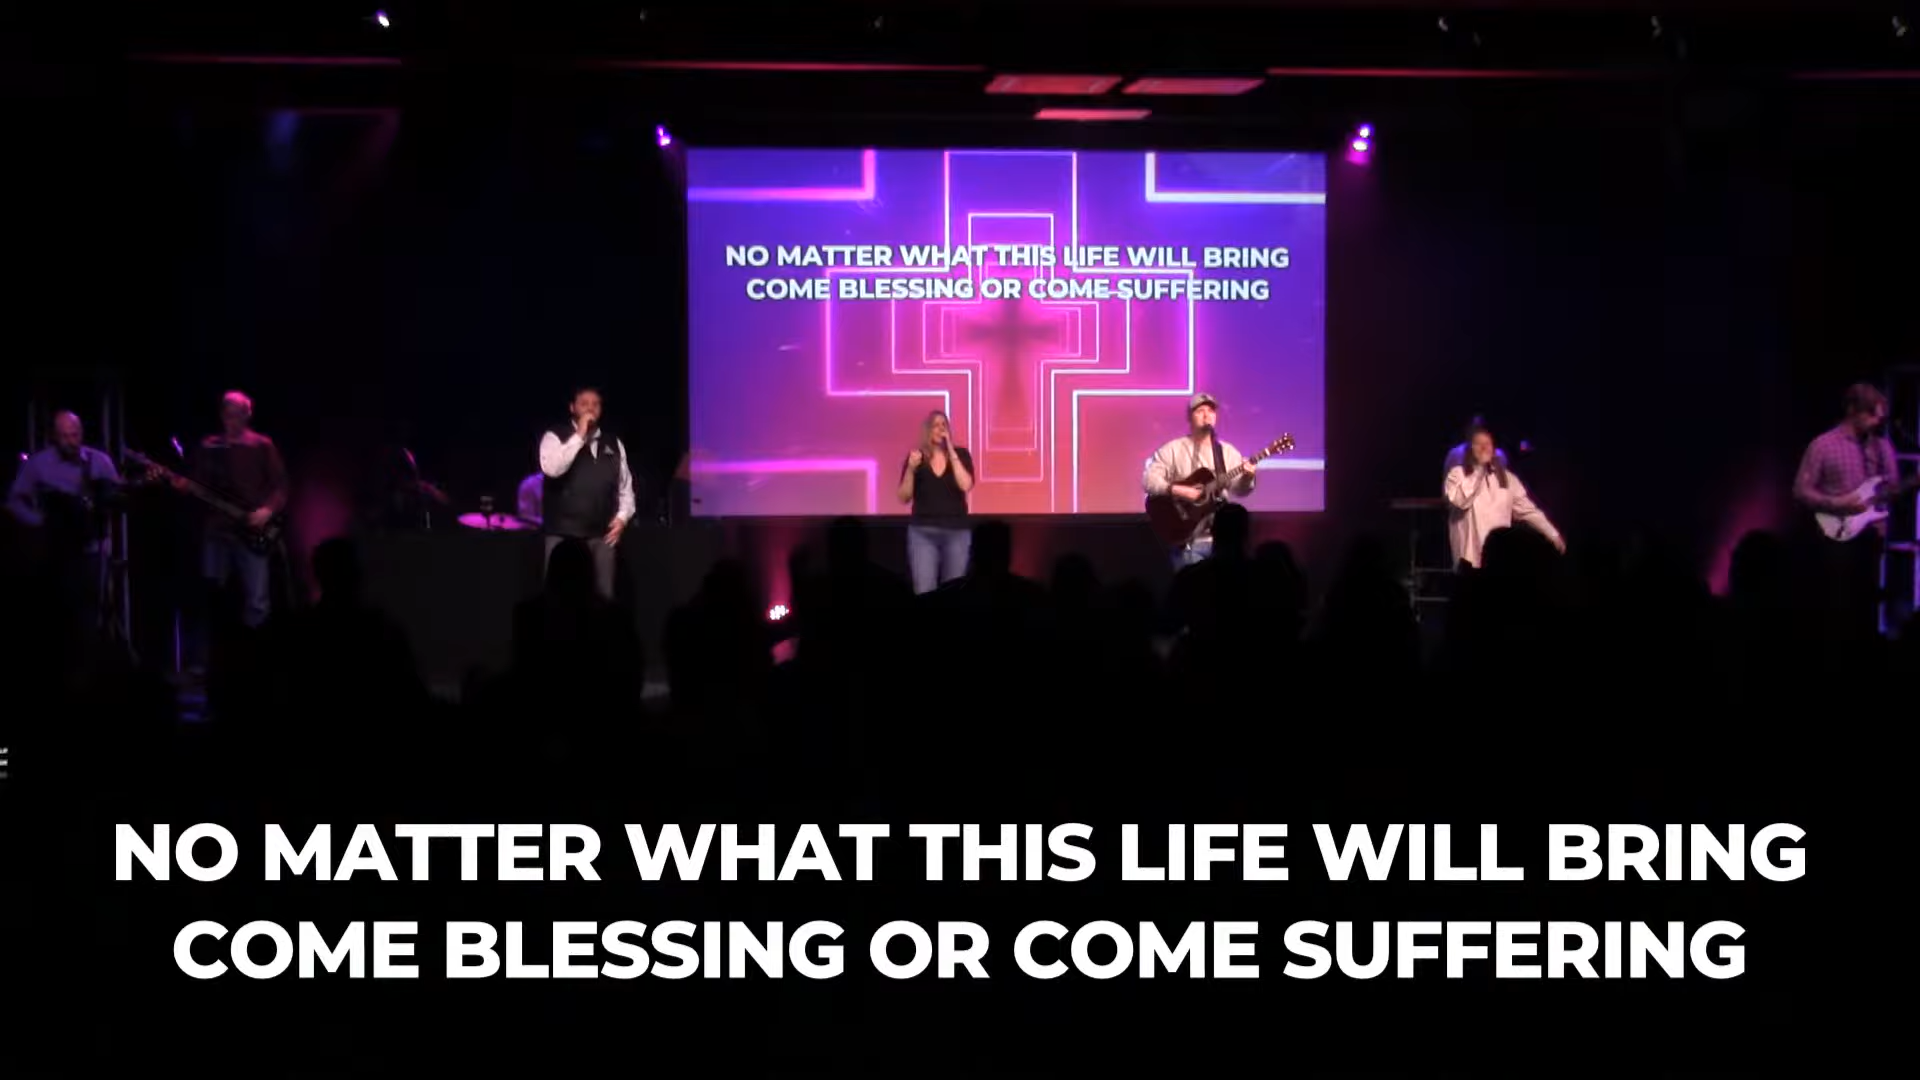 NO MATTER WHAT THIS LIFE WILL BRING
COME BLESSING OR COME SUFFERING
NO MATTER WHAT THIS LIFE WILL BRING
COME BLESSING OR COME SUFFERING